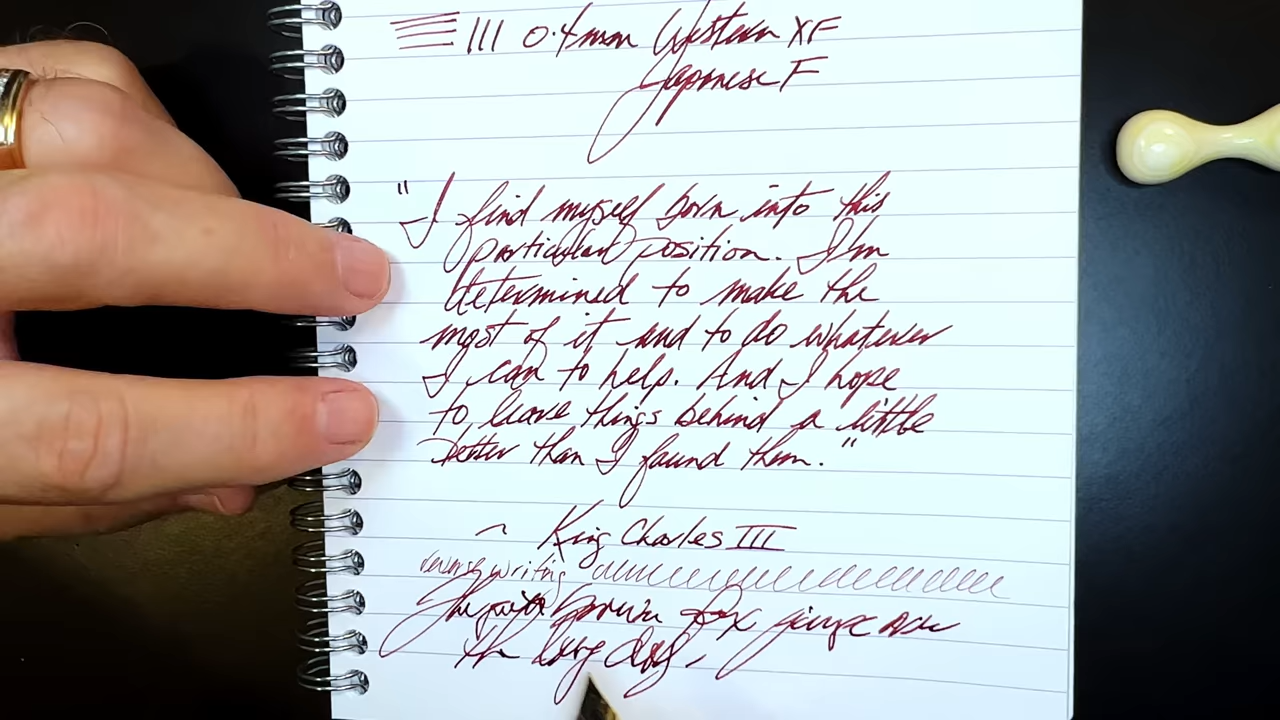 III 0.4mm Western XF
Japanese F
"I find myself born into this
particular position. I'm
determined to make the
most of it and to do whatever
I can to help. And I hope
to leave things behind a little
better than I found them."
~ King Charles III
reverse writing
The quick brown fox jumps over
the lazy dog.